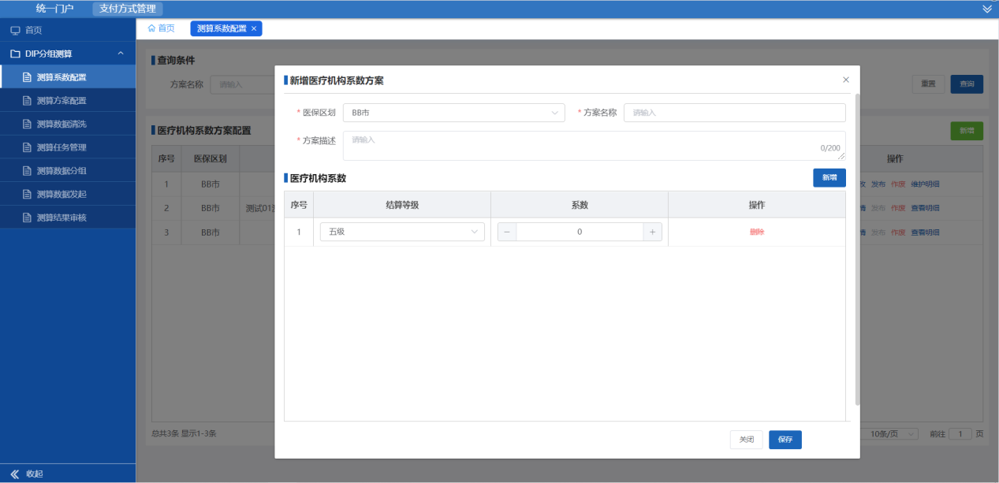 统一门户 支付方式管理
首页 测算系数配置 ×
首页
DIP分组测算
测算系数配置
测算方案配置
测算数据清洗
测算任务管理
测算数据分组
测算数据发起
测算结果审核
收起
查询条件
方案名称 请输入 重置 查询
医疗机构系数方案配置 新增
序号 医保区划 操作
1 BB市 改 发布 作废 维护明细
2 BB市 测试01测 情 发布 作废 查看明细
3 BB市 情 发布 作废 查看明细
总共3条 显示1-3条 10条/页 前往 1 页
新增医疗机构系数方案 ×
* 医保区划 BB市 * 方案名称 请输入
* 方案描述 请输入 0/200
医疗机构系数 新增
序号 结算等级 系数 操作
1 五级 − 0 + 删除
关闭 保存